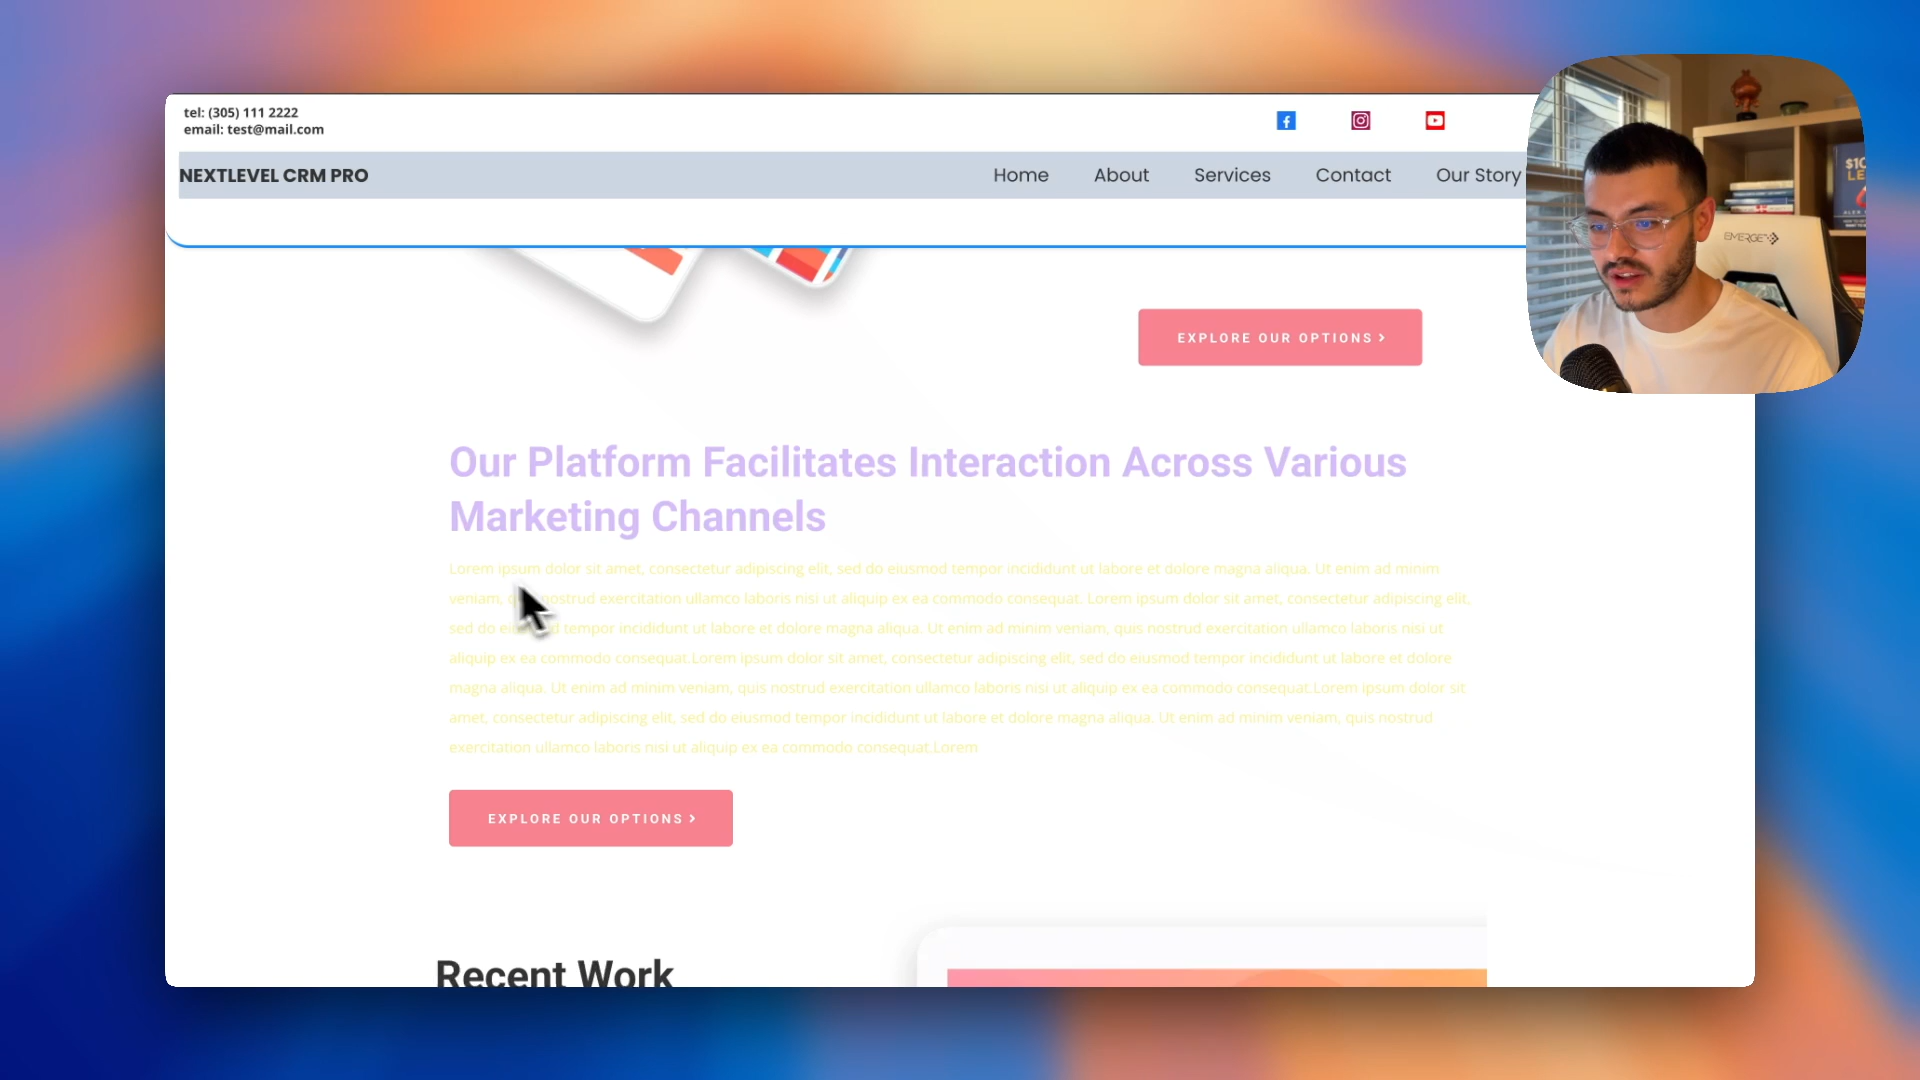 tel: (305) 111 2222
email: test@mail.com
NEXTLEVEL CRM PRO
Home About Services Contact Our Story
EMERGE
$10
LE
EXPLORE OUR OPTIONS >
Our Platform Facilitates Interaction Across Various
Marketing Channels
Lorem ipsum dolor sit amet, consectetur adipiscing elit, sed do eiusmod tempor incididunt ut labore et dolore magna aliqua. Ut enim ad minim
veniam, nostrud exercitation ullamco laboris nisi ut aliquip ex ea commodo consequat. Lorem ipsum dolor sit amet, consectetur adipiscing elit,
sed do tempor incididunt ut labore et dolore magna aliqua. Ut enim ad minim veniam, quis nostrud exercitation ullamco laboris nisi ut
aliquip ex ea commodo consequat.Lorem ipsum dolor sit amet, consectetur adipiscing elit, sed do eiusmod tempor incididunt ut labore et dolore
magna aliqua. Ut enim ad minim veniam, quis nostrud exercitation ullamco laboris nisi ut aliquip ex ea commodo consequat.Lorem ipsum dolor sit
amet, consectetur adipiscing elit, sed do eiusmod tempor incididunt ut labore et dolore magna aliqua. Ut enim ad minim veniam, quis nostrud
exercitation ullamco laboris nisi ut aliquip ex ea commodo consequat.Lorem
EXPLORE OUR OPTIONS >
Recent Work